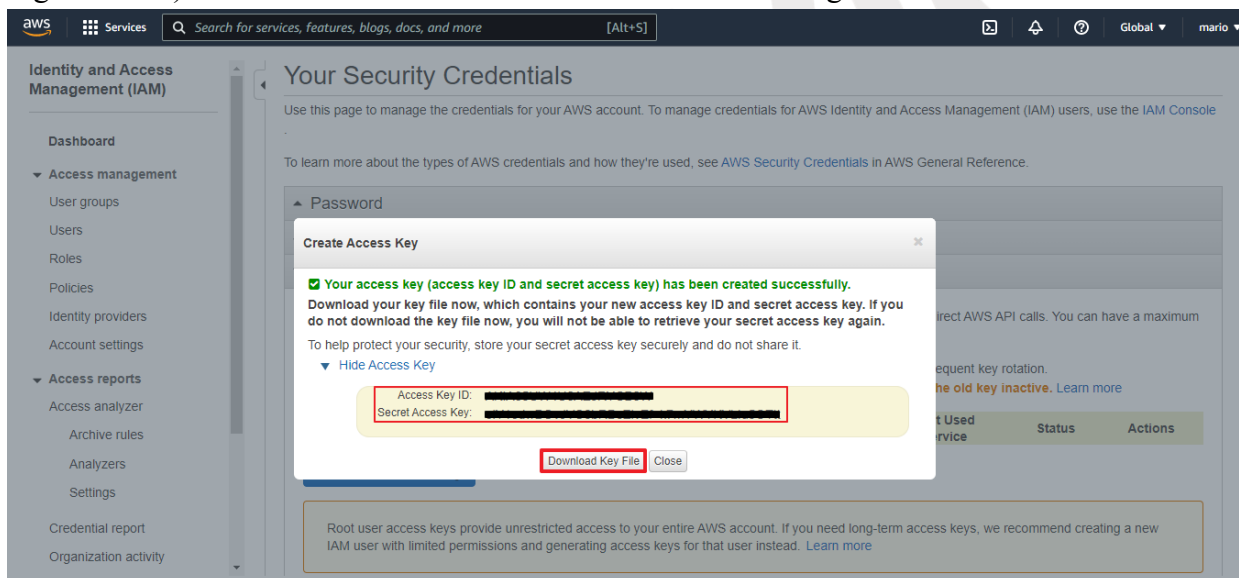 aws
Services
Search for services, features, blogs, docs, and more
[Alt+S]
Global
mario
Identity and Access
Management (IAM)
Dashboard
Access management
User groups
Users
Roles
Policies
Identity providers
Account settings
Access reports
Access analyzer
Archive rules
Analyzers
Settings
Credential report
Organization activity
Your Security Credentials
Use this page to manage the credentials for your AWS account. To manage credentials for AWS Identity and Access Management (IAM) users, use the IAM Console
.
To learn more about the types of AWS credentials and how they're used, see AWS Security Credentials in AWS General Reference.
Password
Create Access Key
Your access key (access key ID and secret access key) has been created successfully.
Download your key file now, which contains your new access key ID and secret access key. If you
do not download the key file now, you will not be able to retrieve your secret access key again.
To help protect your security, store your secret access key securely and do not share it.
Hide Access Key
Access Key ID:
Secret Access Key:
Download Key File
Close
irect AWS API calls. You can have a maximum
equent key rotation.
he old key inactive. Learn more
t Used
rvice
Status
Actions
Root user access keys provide unrestricted access to your entire AWS account. If you need long-term access keys, we recommend creating a new
IAM user with limited permissions and generating access keys for that user instead. Learn more